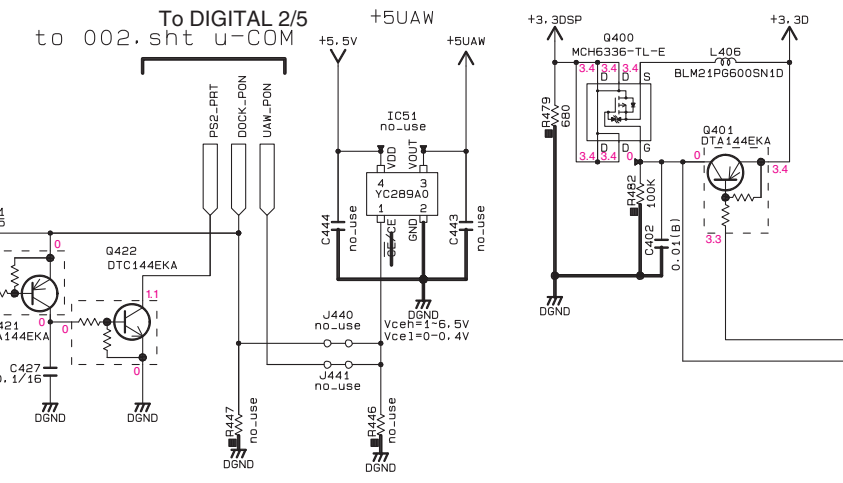 To DIGITAL 2/5
to 002.sht u-COM
+5UAW
+5.5V
+5UAW
PS2_PRT
DOCK_PON
UAW_PON
IC51
no_use
VDD
VOUT
4
3
YC289A0
1
2
CE/CE
GND
C444
no_use
C443
no_use
DGND
Vceh=1~6.5V
Vcel=0~0.4V
0
Q422
DTC144EKA
1.1
0
0
0
C427
DGND
DGND
J440
no_use
J441
no_use
R447
no_use
DGND
R446
no_use
DGND
+3.3DSP
Q400
MCH6336-TL-E
3.4
3.4
3.4
D
D
S
D
D
G
3.4
3.4
0
R479
680
R482
100K
C402
0.01(B)
DGND
L406
BLM21PG600SN1D
+3.3D
Q401
DTA144EKA
0
3.4
3.3